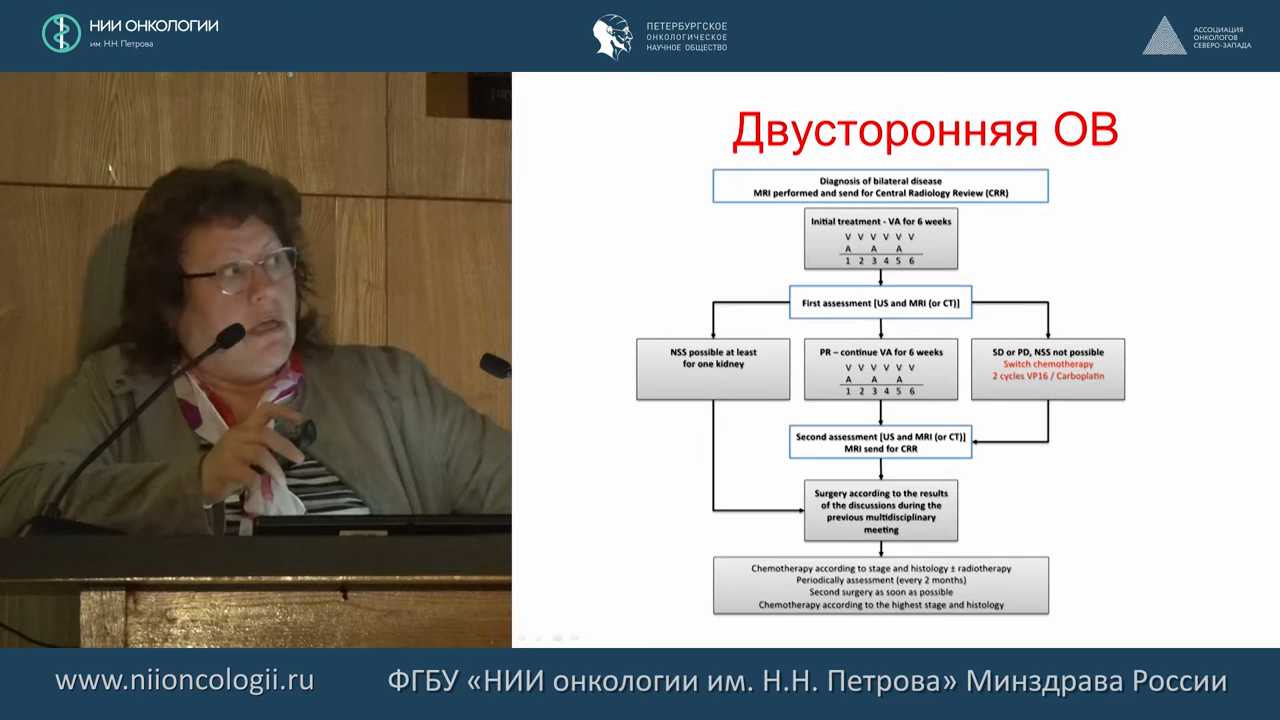 НИИ ОНКОЛОГИИ
им. Н.Н. Петрова
ПЕТЕРБУРГСКОЕ
ОНКОЛОГИЧЕСКОЕ
НАУЧНОЕ ОБЩЕСТВО
АССОЦИАЦИЯ
ОНКОЛОГОВ
СЕВЕРО-ЗАПАДА
Двусторонняя ОВ
Diagnosis of bilateral disease
MRI performed and send for Central Radiology Review (CRR)
Initial treatment - VA for 6 weeks
V V V V V V
A A A
1 2 3 4 5 6
First assessment [US and MRI (or CT)]
NSS possible at least
for one kidney
PR – continue VA for 6 weeks
V V V V V V
A A A
1 2 3 4 5 6
SD or PD, NSS not possible
Switch chemotherapy
2 cycles VP16 / Carboplatin
Second assessment [US and MRI (or CT)]
MRI send for CRR
Surgery according to the results
of the discussions during the
previous multidisciplinary
meeting
Chemotherapy according to stage and histology ± radiotherapy
Periodically assessment (every 2 months)
Second surgery as soon as possible
Chemotherapy according to the highest stage and histology
www.niioncologii.ru
ФГБУ «НИИ онкологии им. Н.Н. Петрова» Минздрава России